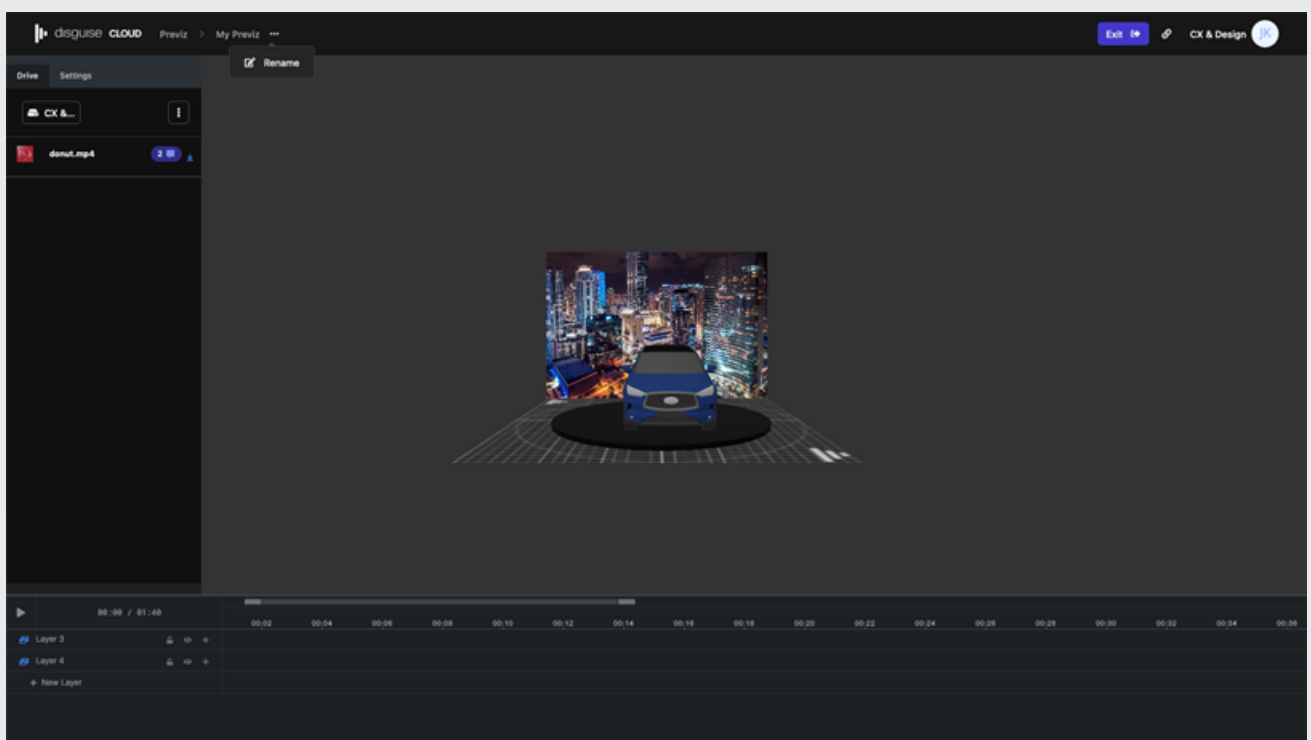 disguise CLOUD Previz > My Previz ••• Exit CX & Design JK
Rename
Drive Settings
CX &...
donut.mp4 2
00:00 / 01:40
00;02 00;04 00;06 00;08 00;10 00;12 00;14 00;16 00;18 00;20 00;22 00;24 00;26 00;28 00;30 00;32 00;34 00;36
Layer 3
Layer 4
+ New Layer